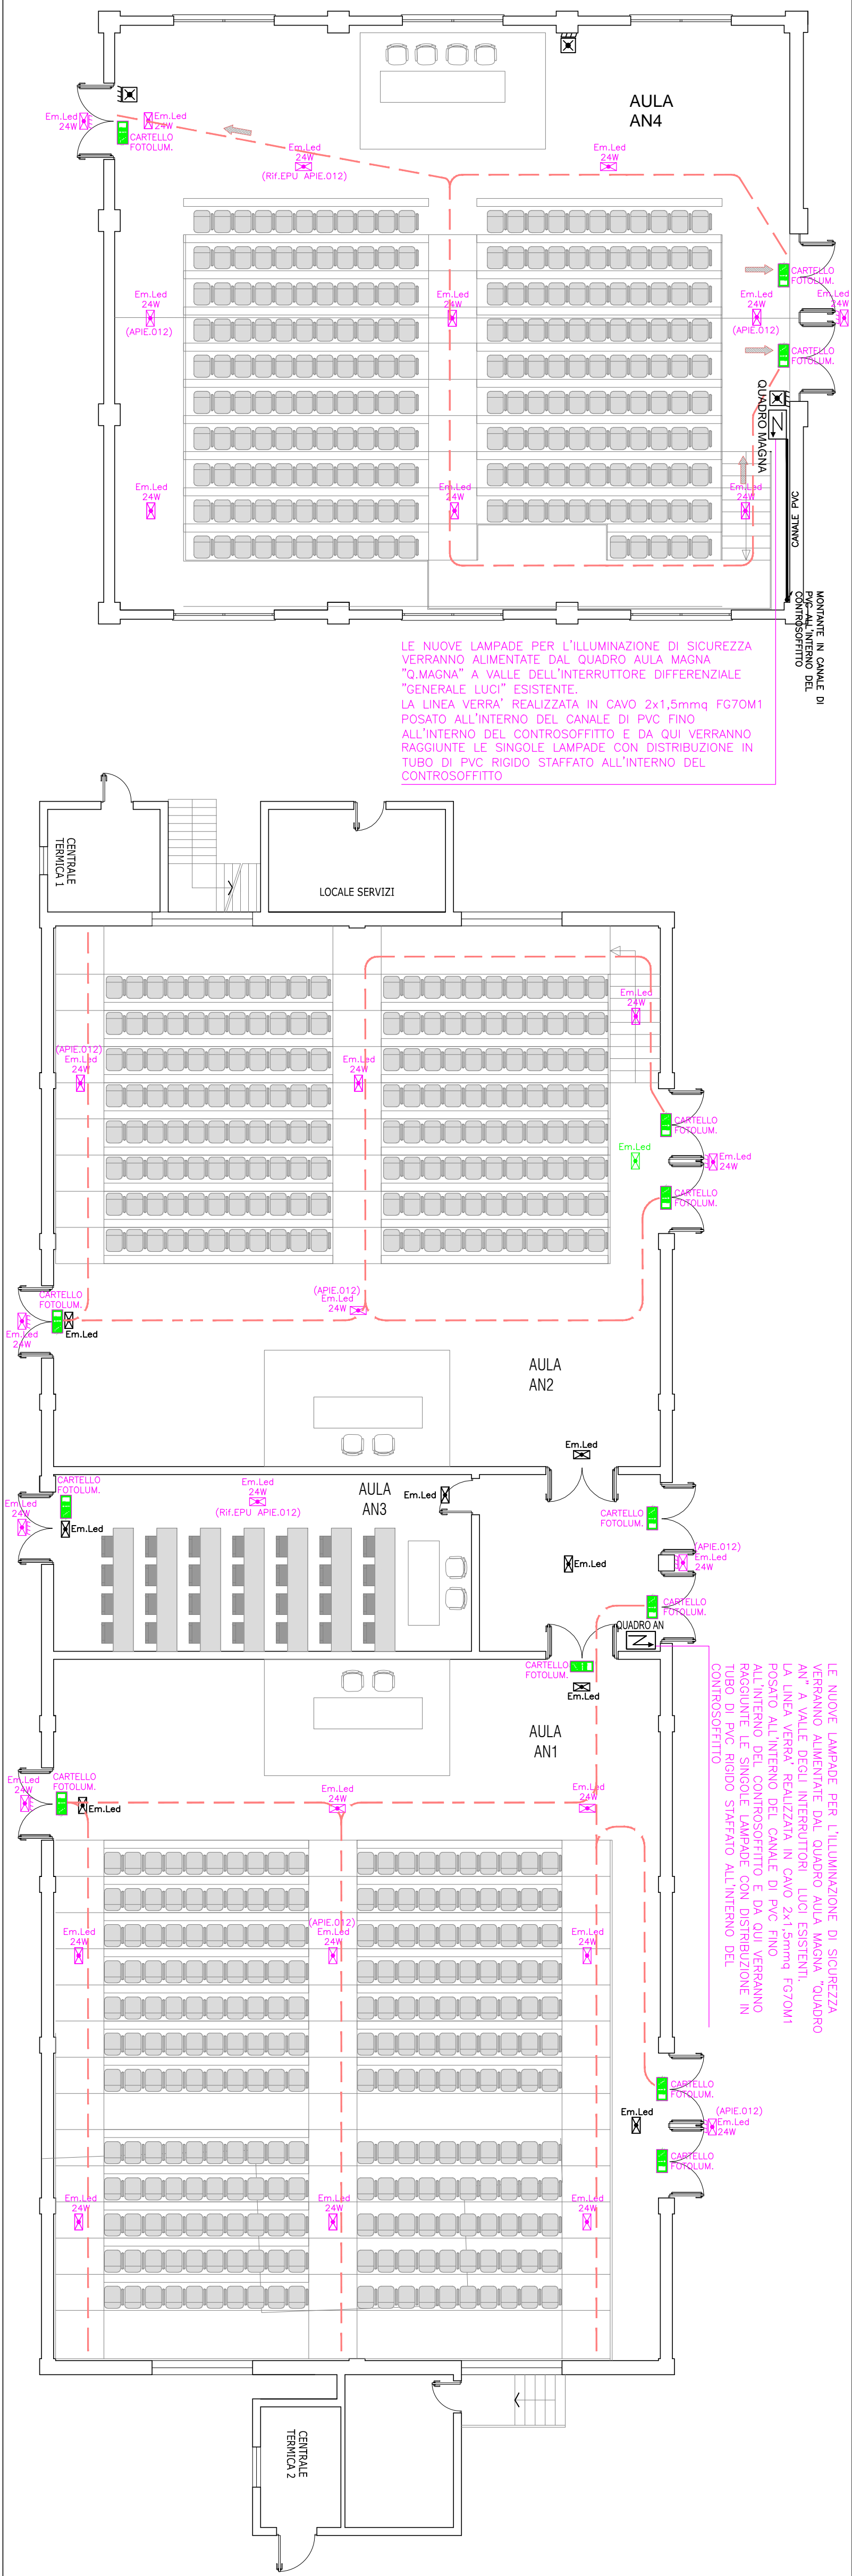 AULA
AN4
Em.Led
24W
Em.Led
24W
CARTELLO
FOTOLUM.
Em.Led
24W
(Rif.EPU APIE.012)
Em.Led
24W
CARTELLO
FOTOLUM.
Em.Led
24W
(APIE.012)
Em.Led
24W
Em.Led
24W
(APIE.012)
Em.Led
24W
CARTELLO
FOTOLUM.
QUADRO MAGNA
Em.Led
24W
Em.Led
24W
Em.Led
24W
CANALE PVC
MONTANTE IN CANALE DI
PVC ALL'INTERNO DEL
CONTROSOFFITTO
LE NUOVE LAMPADE PER L'ILLUMINAZIONE DI SICUREZZA
VERRANNO ALIMENTATE DAL QUADRO AULA MAGNA
"Q.MAGNA" A VALLE DELL'INTERRUTTORE DIFFERENZIALE
"GENERALE LUCI" ESISTENTE.
LA LINEA VERRA' REALIZZATA IN CAVO 2x1,5mmq FG7OM1
POSATO ALL'INTERNO DEL CANALE DI PVC FINO
ALL'INTERNO DEL CONTROSOFFITTO E DA QUI VERRANNO
RAGGIUNTE LE SINGOLE LAMPADE CON DISTRIBUZIONE IN
TUBO DI PVC RIGIDO STAFFATO ALL'INTERNO DEL
CONTROSOFFITTO
CENTRALE
TERMICA 1
LOCALE SERVIZI
Em.Led
24W
(APIE.012)
Em.Led
24W
Em.Led
24W
CARTELLO
FOTOLUM.
Em.Led
Em.Led
24W
CARTELLO
FOTOLUM.
(APIE.012)
Em.Led
24W
CARTELLO
FOTOLUM.
Em.Led
24W
Em.Led
AULA
AN2
Em.Led
CARTELLO
FOTOLUM.
Em.Led
24W
Em.Led
Em.Led
24W
(Rif.EPU APIE.012)
AULA
AN3
Em.Led
CARTELLO
FOTOLUM.
Em.Led
(APIE.012)
Em.Led
24W
CARTELLO
FOTOLUM.
QUADRO AN
CARTELLO
FOTOLUM.
Em.Led
AULA
AN1
LE NUOVE LAMPADE PER L'ILLUMINAZIONE DI SICUREZZA
VERRANNO ALIMENTATE DAL QUADRO AULA MAGNA "QUADRO
AN" A VALLE DEGLI INTERRUTTORI LUCI ESISTENTI.
LA LINEA VERRA' REALIZZATA IN CAVO 2x1,5mmq FG7OM1
POSATO ALL'INTERNO DEL CANALE DI PVC FINO
ALL'INTERNO DEL CONTROSOFFITTO E DA QUI VERRANNO
RAGGIUNTE LE SINGOLE LAMPADE CON DISTRIBUZIONE IN
TUBO DI PVC RIGIDO STAFFATO ALL'INTERNO DEL
CONTROSOFFITTO
CARTELLO
FOTOLUM.
Em.Led
24W
Em.Led
Em.Led
24W
Em.Led
24W
Em.Led
24W
(APIE.012)
Em.Led
24W
Em.Led
24W
CARTELLO
FOTOLUM.
Em.Led
(APIE.012)
Em.Led
24W
CARTELLO
FOTOLUM.
Em.Led
24W
Em.Led
24W
Em.Led
24W
CENTRALE
TERMICA 2